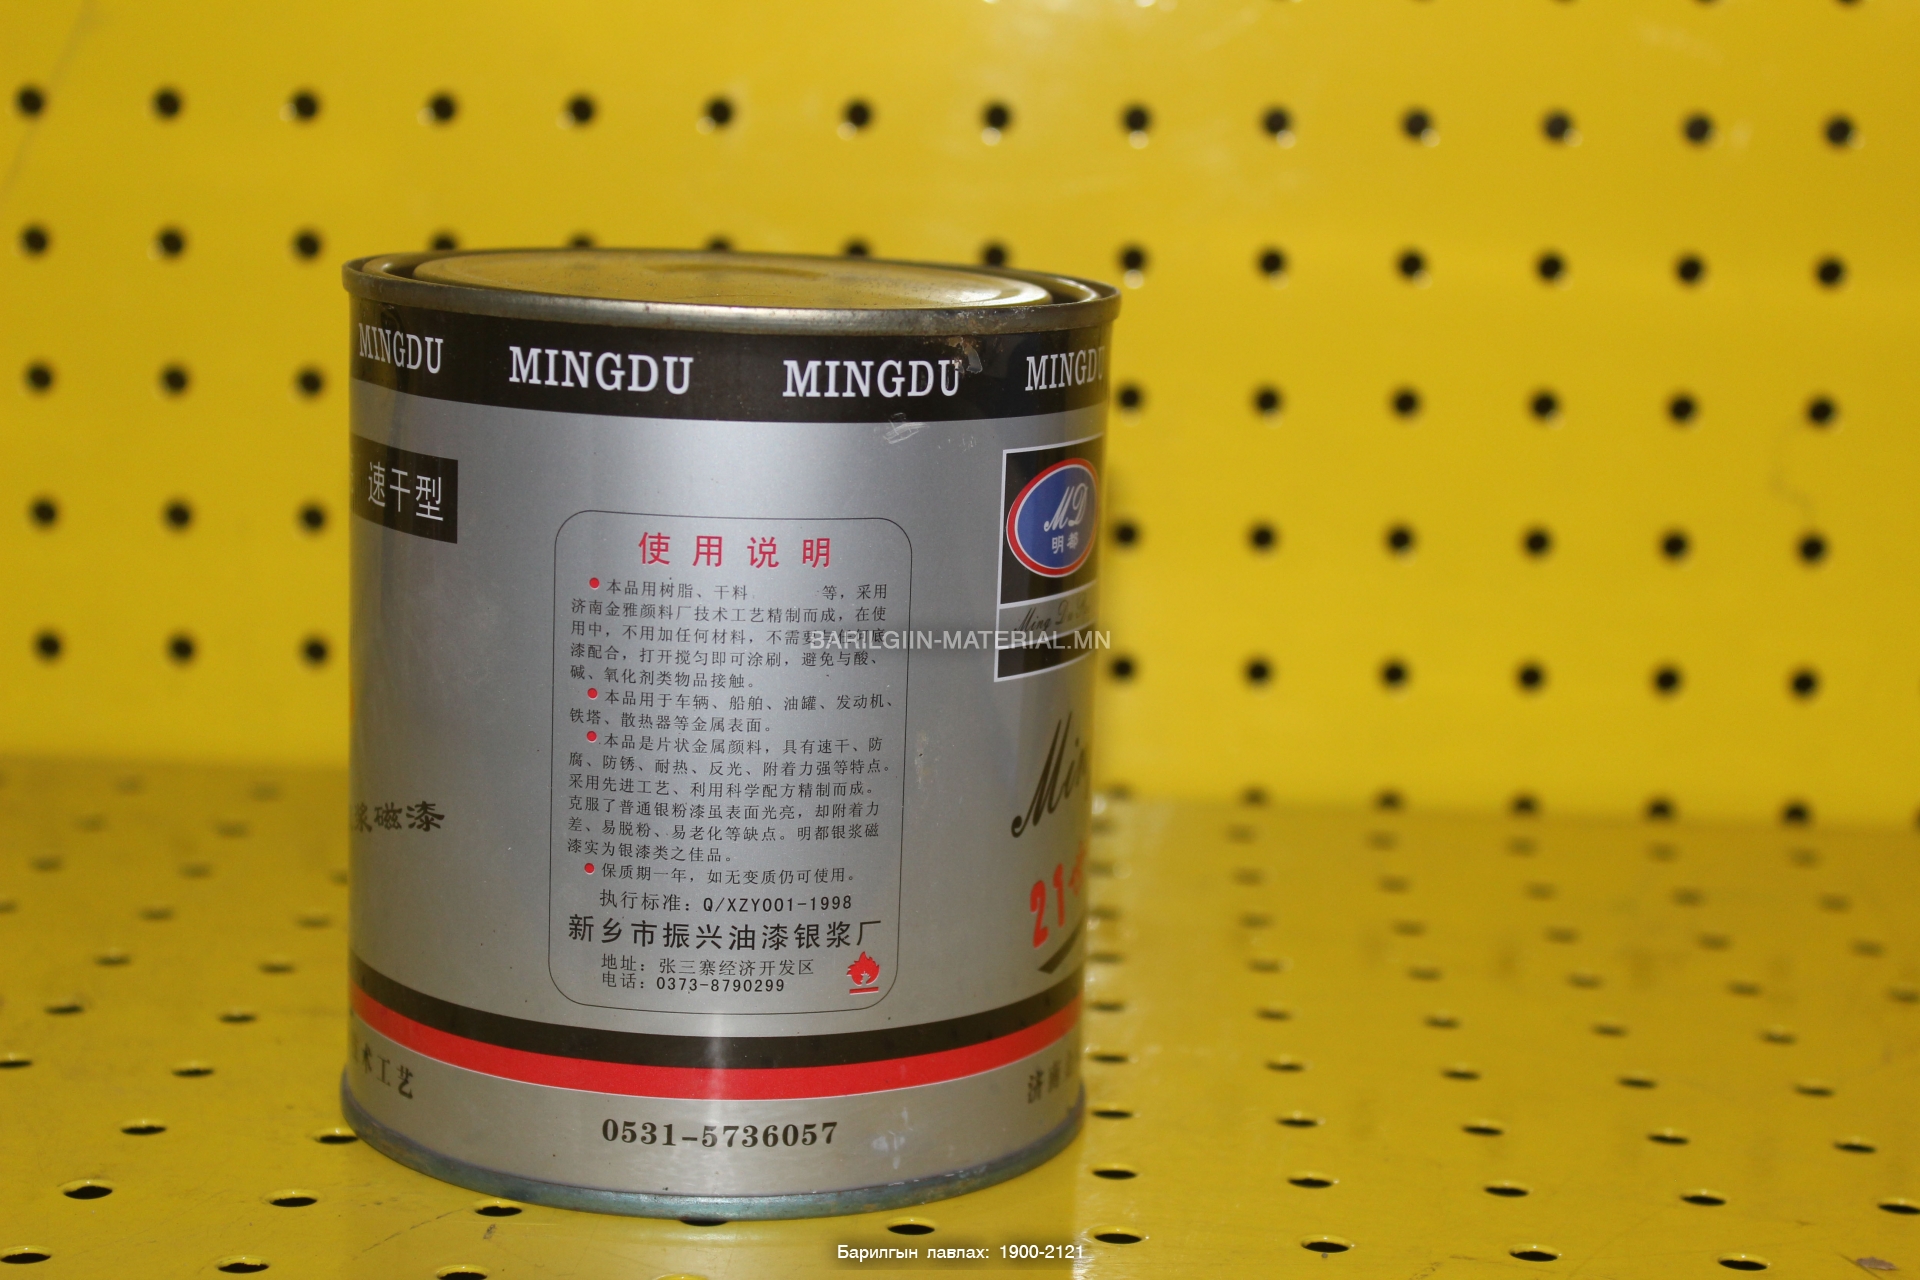 MINGDU MINGDU MINGDU MINGDU
速干型
使用说明
本品用树脂、干料 等，采用
济南金雅颜料厂技术工艺精制而成，在使
用中，不用加任何材料，不需要与任何底
漆配合，打开搅匀即可涂刷，避免与酸、
碱、氧化剂类物品接触。
本品用于车辆、船舶、油罐、发动机、
铁塔、散热器等金属表面。
本品是片状金属颜料，具有速干、防
腐、防锈、耐热、反光、附着力强等特点。
采用先进工艺、利用科学配方精制而成。
克服了普通银粉漆虽表面光亮，却附着力
差、易脱粉、易老化等缺点。明都银浆磁
漆实为银漆类之佳品。
保质期一年，如无变质仍可使用。
执行标准：Q/XZY001-1998
新乡市振兴油漆银浆厂
地址：张三寨经济开发区
电话：0373-8790299
MD
明都
Ming Du
BARILGIIN-MATERIAL.MN
浆磁漆
Min
21
术工艺
0531-5736057
济南
Барилгын лавлах: 1900-2121